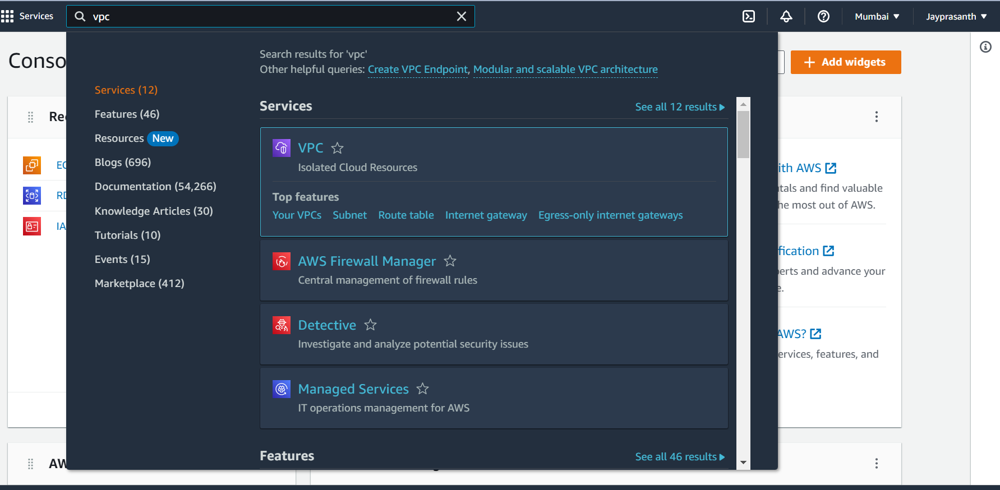 Services
vpc
Mumbai
Jayprasanth
Conso
Add widgets
Search results for 'vpc'
Other helpful queries: Create VPC Endpoint, Modular and scalable VPC architecture
Services (12)
Features (46)
Resources New
Blogs (696)
Documentation (54,266)
Knowledge Articles (30)
Tutorials (10)
Events (15)
Marketplace (412)
Services
See all 12 results
VPC
Isolated Cloud Resources
Top features
Your VPCs Subnet Route table Internet gateway Egress-only internet gateways
AWS Firewall Manager
Central management of firewall rules
Detective
Investigate and analyze potential security issues
Managed Services
IT operations management for AWS
Features
See all 46 results
Rec
EC
RD
IA
AW
ith AWS
tals and find valuable
he most out of AWS.
fication
perts and advance your
e.
AWS?
ervices, features, and